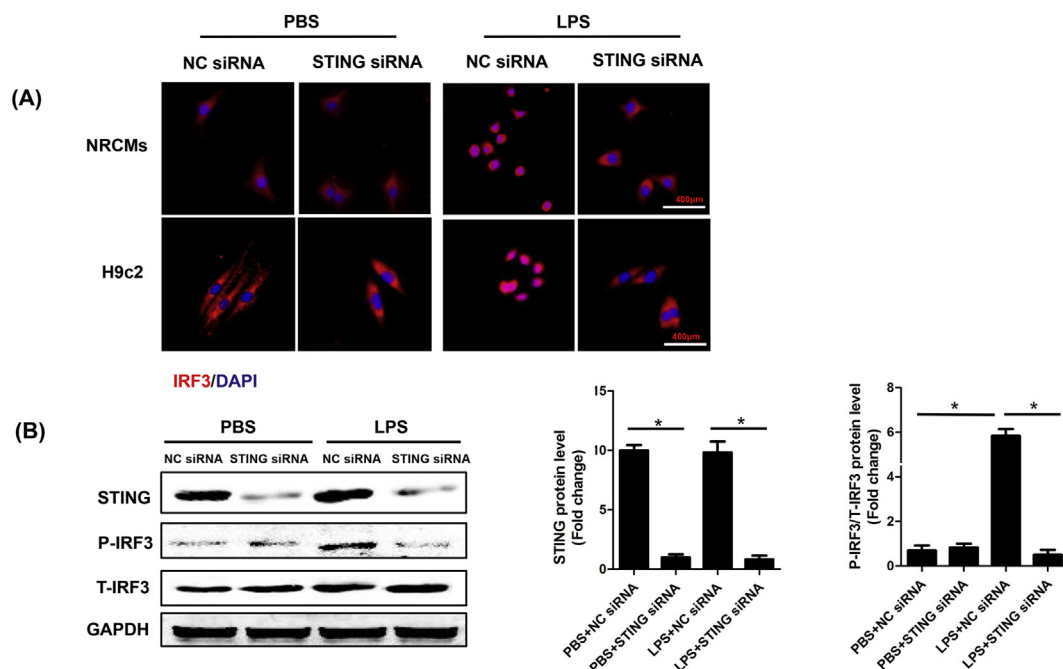 PBS
LPS
NC siRNA
STING siRNA
NC siRNA
STING siRNA
(A)
NRCMs
400μm
H9c2
400μm
IRF3/DAPI
(B)
PBS
LPS
NC siRNA
STING siRNA
NC siRNA
STING siRNA
STING
P-IRF3
T-IRF3
GAPDH
STING protein level
(Fold change)
15
10
5
0
*
*
PBS+NC siRNA
PBS+STING siRNA
LPS+NC siRNA
LPS+STING siRNA
P-IRF3/T-IRF3 protein level
(Fold change)
8
6
4
2
0
*
*
PBS+NC siRNA
PBS+STING siRNA
LPS+NC siRNA
LPS+STING siRNA